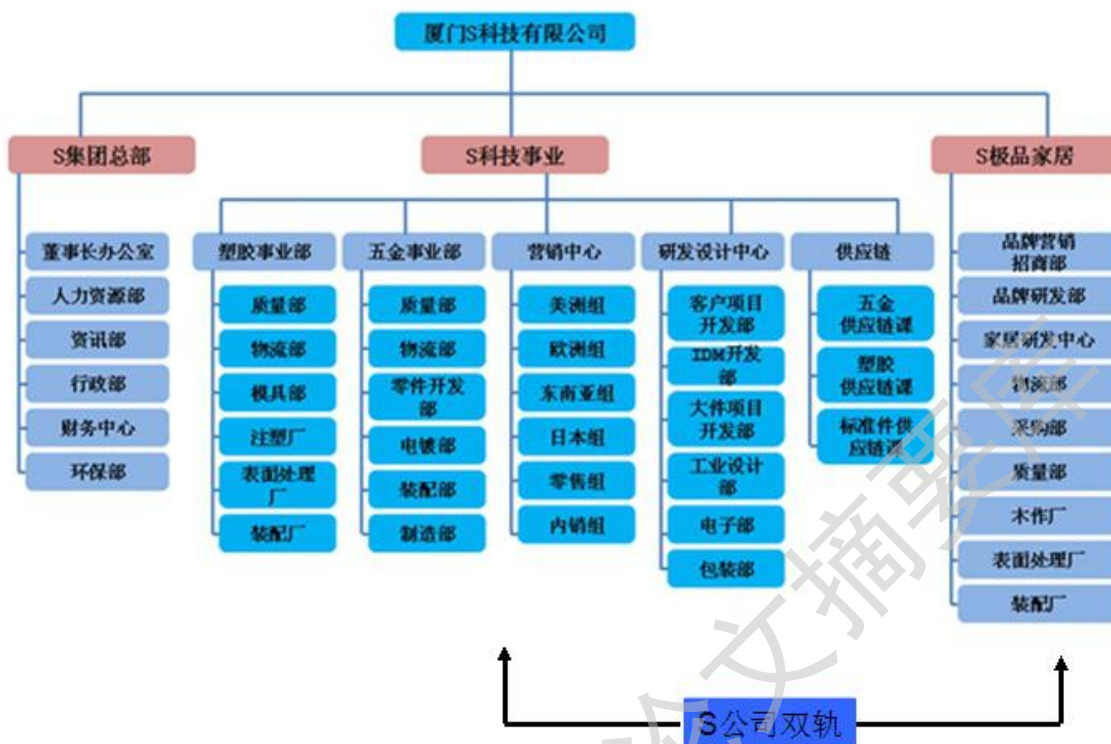 厦门S科技有限公司
S集团总部
S科技事业
S极品家居
董事长办公室
人力资源部
资讯部
行政部
财务中心
环保部
塑胶事业部
质量部
物流部
模具部
注塑厂
表面处理
厂
装配厂
五金事业部
质量部
物流部
零件开发
部
电镀部
装配部
制造部
营销中心
美洲组
欧洲组
东南亚组
日本组
零售组
内销组
研发设计中心
客户项目
开发部
IDM开发
部
大件项目
开发部
工业设计
部
电子部
包装部
供应链
五金
供应链课
塑胶
供应链课
标准件供
应链课
品牌营销
招商部
品牌研发部
家居研发中心
物流部
采购部
质量部
木作厂
表面处理厂
装配厂
S公司双轨
论文摘要库